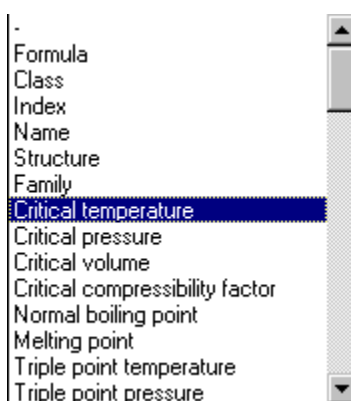 -
Formula
Class
Index
Name
Structure
Family
Critical temperature
Critical pressure
Critical volume
Critical compressibility factor
Normal boiling point
Melting point
Triple point temperature
Triple point pressure